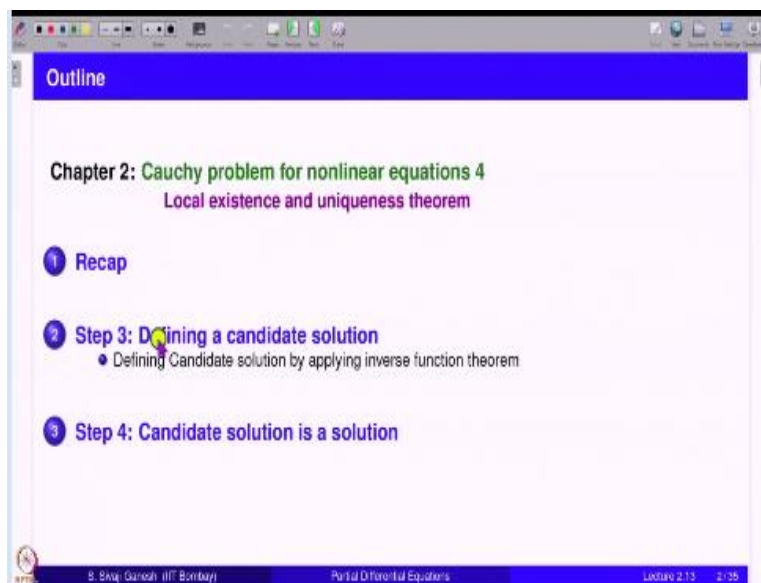 Outline
Chapter 2: Cauchy problem for nonlinear equations 4
Local existence and uniqueness theorem
1 Recap
2 Step 3: Defining a candidate solution
Defining Candidate solution by applying inverse function theorem
3 Step 4: Candidate solution is a solution
S. Sivaji Ganesh (IIT Bombay) Partial Differential Equations Lecture 2.13 2/35